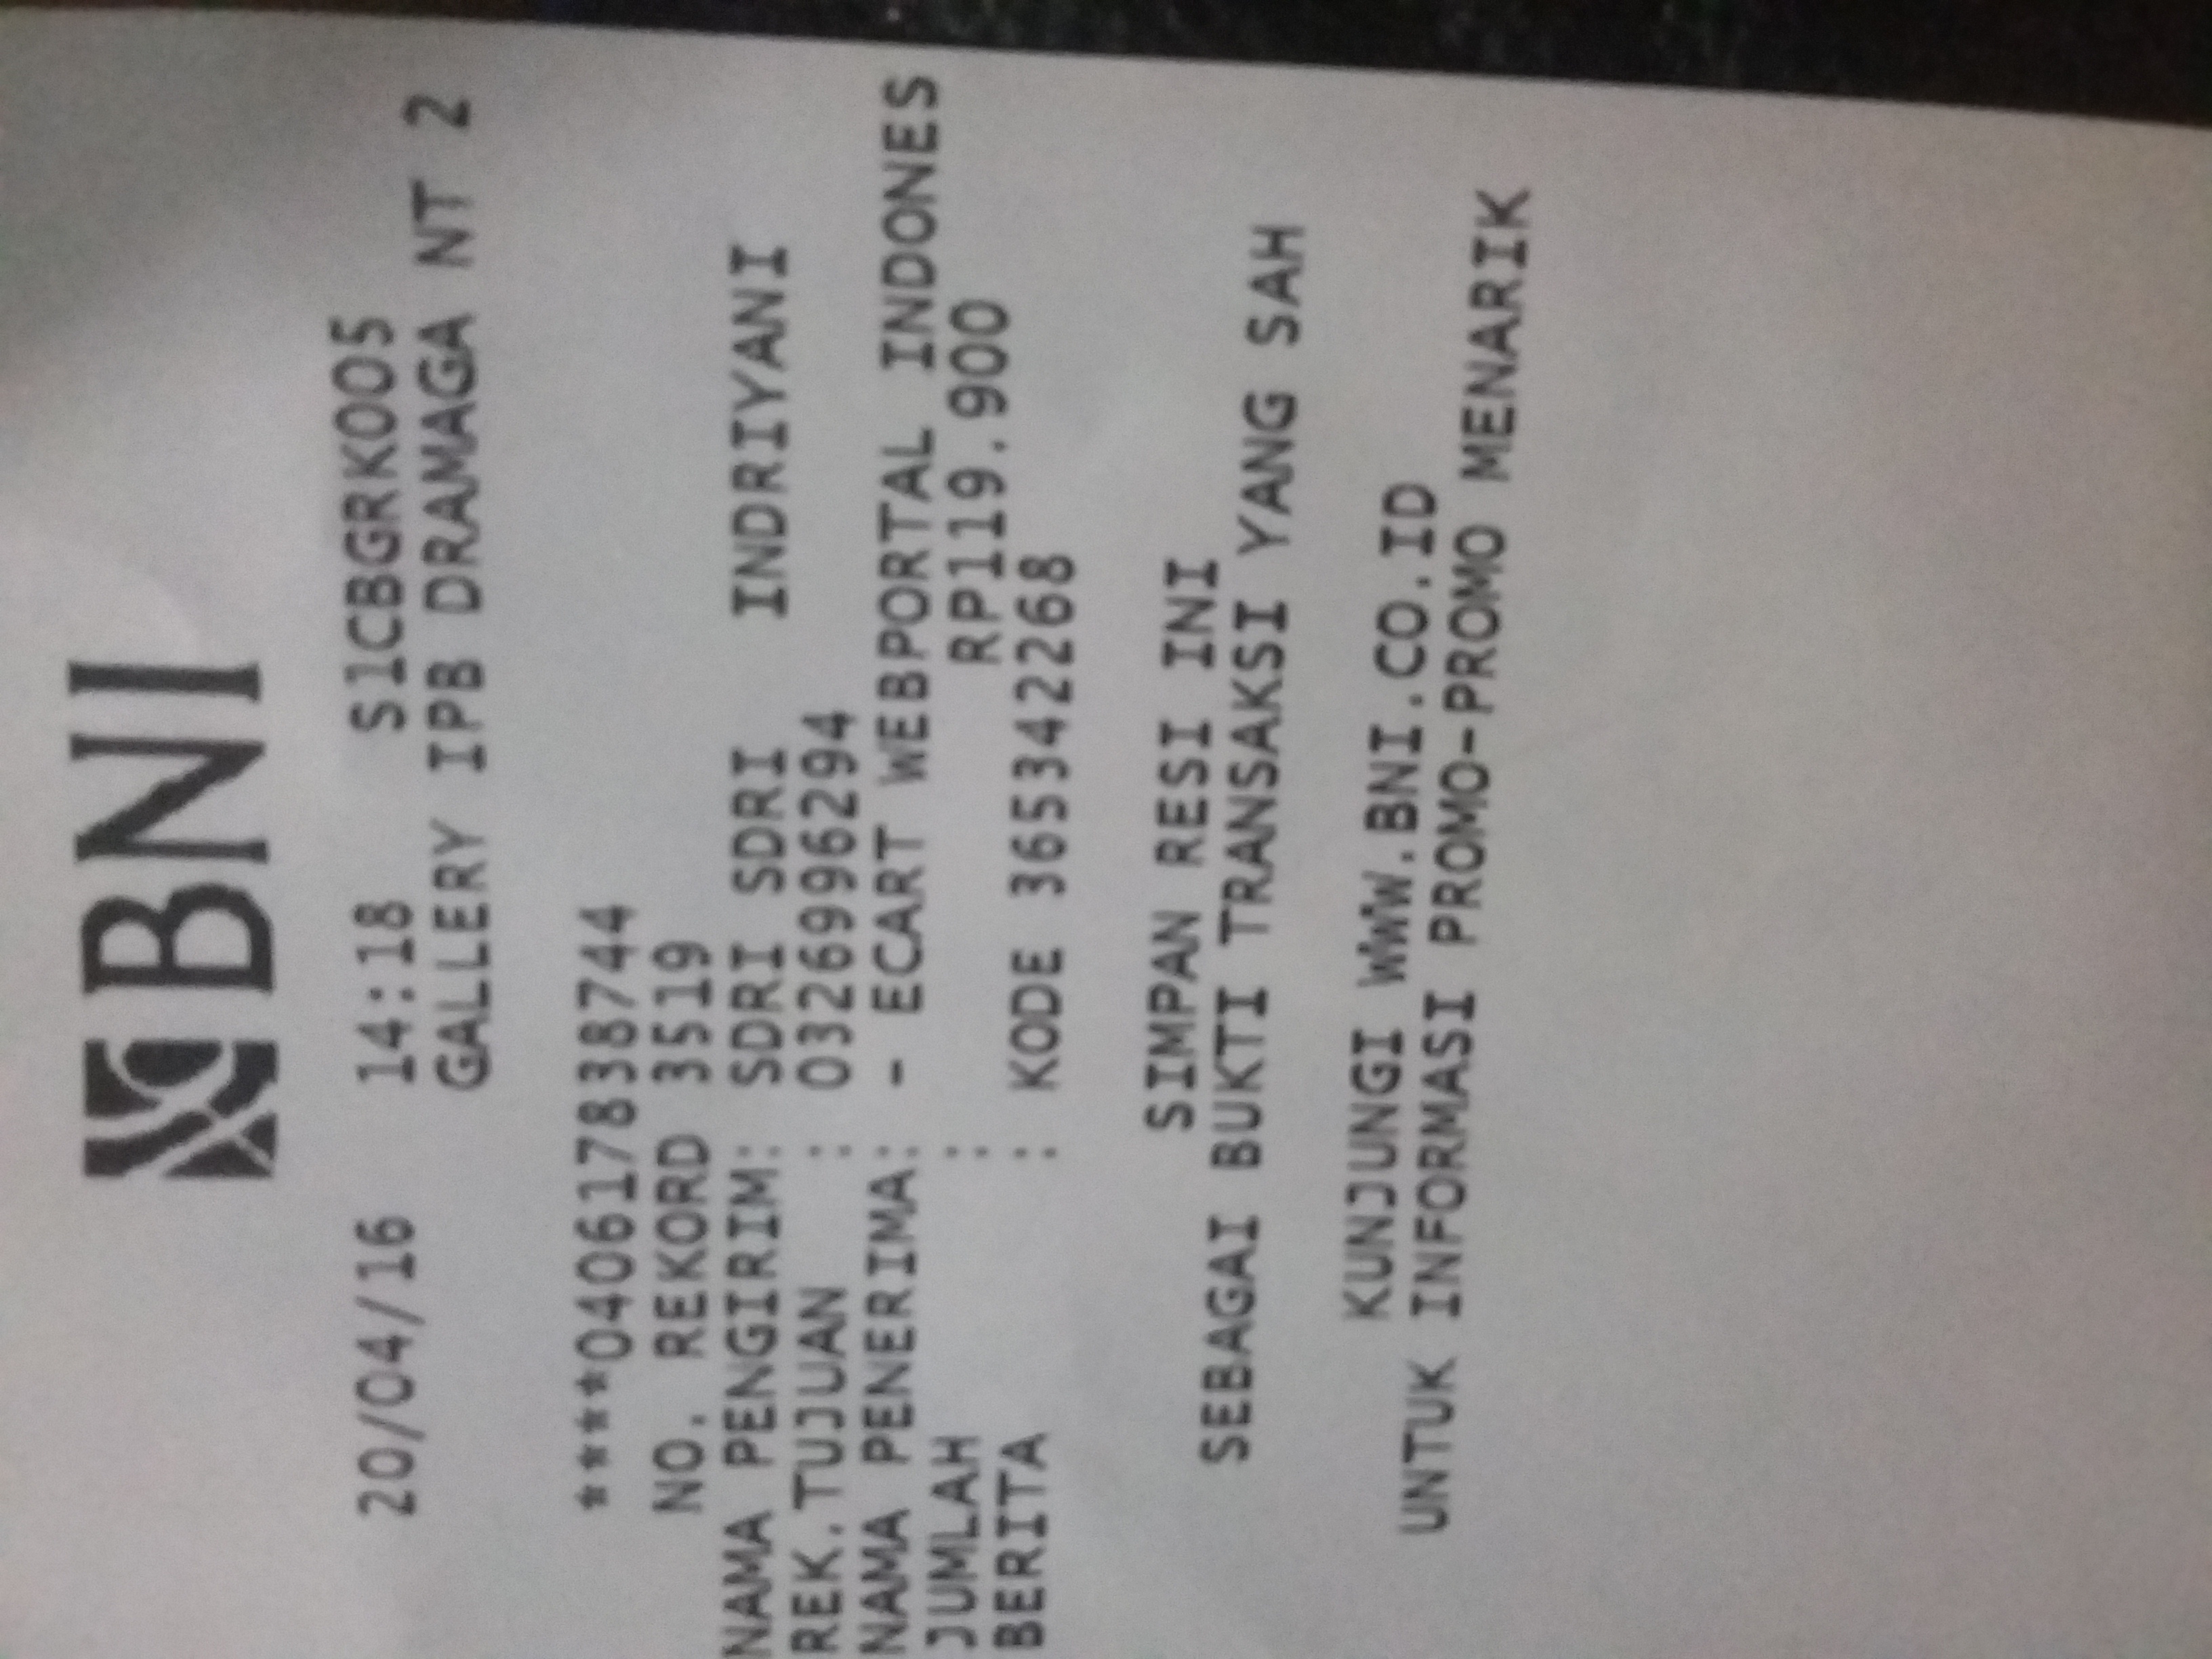 BNI
20/04/16 14:18 S1CBGRK005
GALLERY IPB DRAMAGA NT 2
****040617838744
NO. REKORD 3519
NAMA PENGIRIM: SDRI SDRI INDRIYANI
REK.TUJUAN : 0326996294
NAMA PENERIMA: - ECART WEBPORTAL INDONES
JUMLAH : RP119.900
BERITA : KODE 365342268
SIMPAN RESI INI
SEBAGAI BUKTI TRANSAKSI YANG SAH
KUNJUNGI WWW.BNI.CO.ID
UNTUK INFORMASI PROMO-PROMO MENARIK